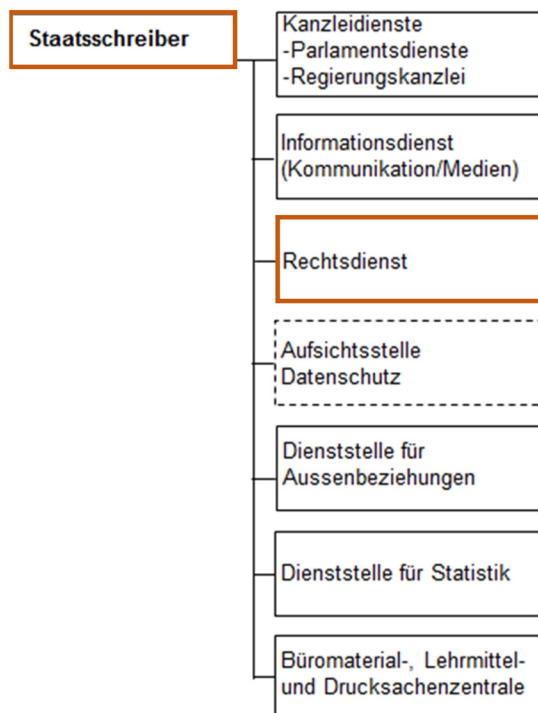 Staatsschreiber
Kanzleidienste
-Parlamentsdienste
-Regierungskanzlei
Informationsdienst
(Kommunikation/Medien)
Rechtsdienst
Aufsichtsstelle
Datenschutz
Dienststelle für
Aussenbeziehungen
Dienststelle für Statistik
Büromaterial-, Lehrmittel-
und Drucksachenzentrale